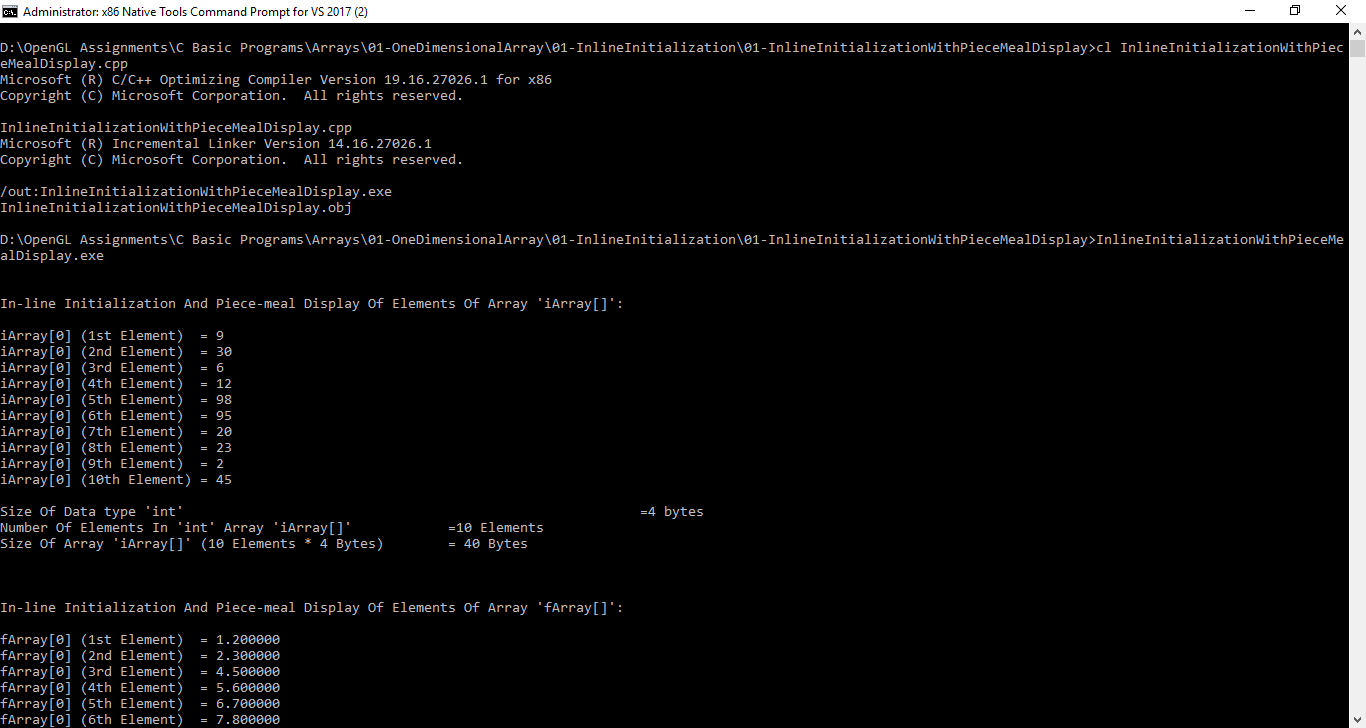 Administrator: x86 Native Tools Command Prompt for VS 2017 (2)
D:\OpenGL Assignments\C Basic Programs\Arrays\01-OneDimensionalArray\01-InlineInitialization\01-InlineInitializationWithPieceMealDisplay>cl InlineInitializationWithPiec
eMealDisplay.cpp
Microsoft (R) C/C++ Optimizing Compiler Version 19.16.27026.1 for x86
Copyright (C) Microsoft Corporation.  All rights reserved.
InlineInitializationWithPieceMealDisplay.cpp
Microsoft (R) Incremental Linker Version 14.16.27026.1
Copyright (C) Microsoft Corporation.  All rights reserved.
/out:InlineInitializationWithPieceMealDisplay.exe
InlineInitializationWithPieceMealDisplay.obj
D:\OpenGL Assignments\C Basic Programs\Arrays\01-OneDimensionalArray\01-InlineInitialization\01-InlineInitializationWithPieceMealDisplay>InlineInitializationWithPieceMe
alDisplay.exe
In-line Initialization And Piece-meal Display Of Elements Of Array 'iArray[]':
iArray[0] (1st Element)  = 9
iArray[0] (2nd Element)  = 30
iArray[0] (3rd Element)  = 6
iArray[0] (4th Element)  = 12
iArray[0] (5th Element)  = 98
iArray[0] (6th Element)  = 95
iArray[0] (7th Element)  = 20
iArray[0] (8th Element)  = 23
iArray[0] (9th Element)  = 2
iArray[0] (10th Element) = 45
Size Of Data type 'int'                                                         =4 bytes
Number Of Elements In 'int' Array 'iArray[]'            =10 Elements
Size Of Array 'iArray[]' (10 Elements * 4 Bytes)        = 40 Bytes
In-line Initialization And Piece-meal Display Of Elements Of Array 'fArray[]':
fArray[0] (1st Element)  = 1.200000
fArray[0] (2nd Element)  = 2.300000
fArray[0] (3rd Element)  = 4.500000
fArray[0] (4th Element)  = 5.600000
fArray[0] (5th Element)  = 6.700000
fArray[0] (6th Element)  = 7.800000